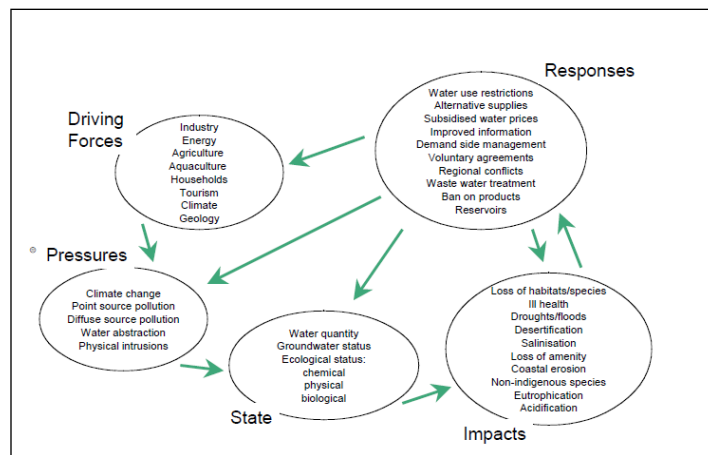 Responses
Water use restrictions
Alternative supplies
Subsidised water prices
Improved information
Demand side management
Voluntary agreements
Regional conflicts
Waste water treatment
Ban on products
Reservoirs
Driving
Forces
Industry
Energy
Agriculture
Aquaculture
Households
Tourism
Climate
Geology
Pressures
Climate change
Point source pollution
Diffuse source pollution
Water abstraction
Physical intrusions
Water quantity
Groundwater status
Ecological status:
chemical
physical
biological
State
Loss of habitats/species
Ill health
Droughts/floods
Desertification
Salinisation
Loss of amenity
Coastal erosion
Non-indigenous species
Eutrophication
Acidification
Impacts